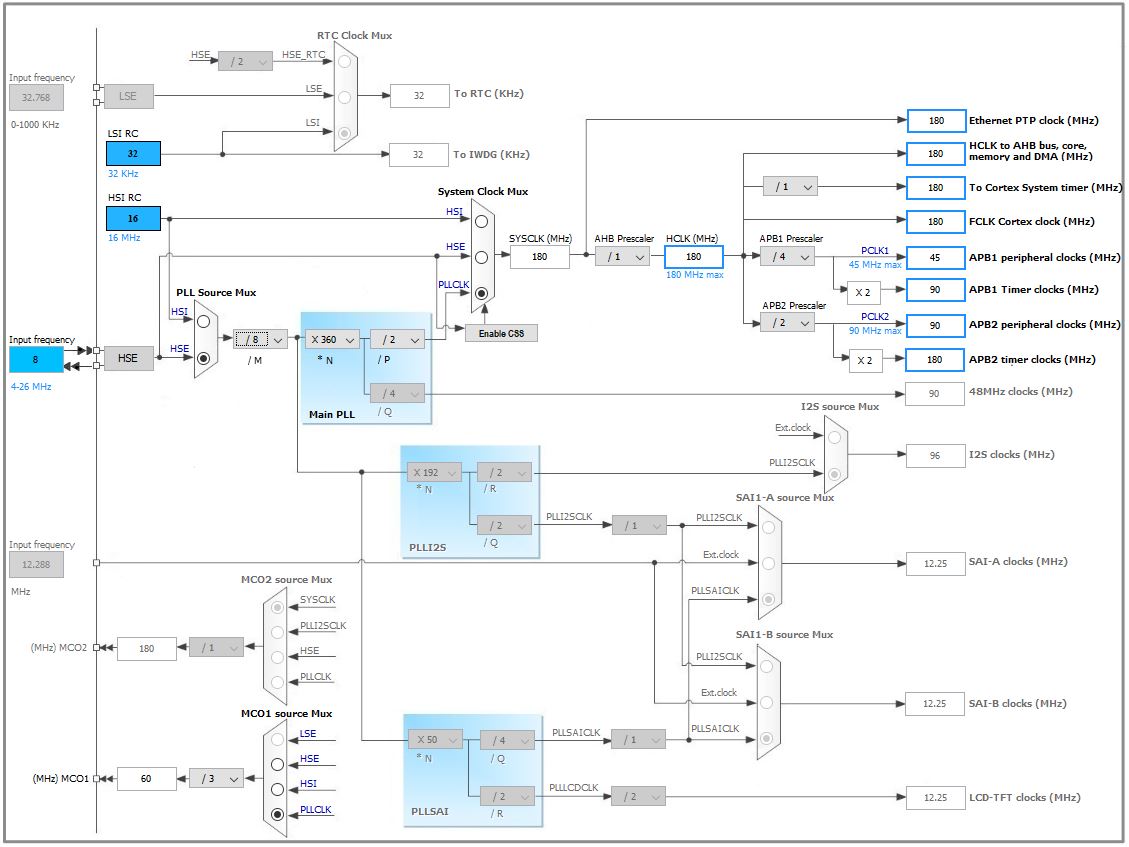 RTC Clock Mux
HSE
/ 2
HSE_RTC
Input frequency
32.768
0-1000 KHz
LSE
LSE
32
To RTC (KHz)
LSI
LSI RC
32
32 KHz
32
To IWDG (KHz)
180
Ethernet PTP clock (MHz)
180
HCLK to AHB bus, core,
memory and DMA (MHz)
/ 1
180
To Cortex System timer (MHz)
180
FCLK Cortex clock (MHz)
HSI RC
16
16 MHz
System Clock Mux
HSI
HSE
PLLCLK
SYSCLK (MHz)
180
AHB Prescaler
/ 1
HCLK (MHz)
180
180 MHz max
APB1 Prescaler
/ 4
PCLK1
45 MHz max
45
APB1 peripheral clocks (MHz)
X 2
90
APB1 Timer clocks (MHz)
APB2 Prescaler
/ 2
PCLK2
90 MHz max
90
APB2 peripheral clocks (MHz)
X 2
180
APB2 timer clocks (MHz)
PLL Source Mux
HSI
HSE
Input frequency
8
4-26 MHz
HSE
/ 8
/ M
X 360
* N
/ 2
/ P
Enable CSS
/ 4
/ Q
Main PLL
90
48MHz clocks (MHz)
I2S source Mux
Ext.clock
PLLI2SCLK
96
I2S clocks (MHz)
X 192
* N
/ 2
/ R
/ 2
/ Q
PLLI2S
PLLI2SCLK
/ 1
SAI1-A source Mux
PLLI2SCLK
Ext.clock
PLLSAICLK
12.25
SAI-A clocks (MHz)
Input frequency
12.288
MHz
MCO2 source Mux
SYSCLK
PLLI2SCLK
HSE
PLLCLK
(MHz) MCO2
180
/ 1
SAI1-B source Mux
PLLI2SCLK
Ext.clock
PLLSAICLK
12.25
SAI-B clocks (MHz)
MCO1 source Mux
LSE
HSE
HSI
PLLCLK
(MHz) MCO1
60
/ 3
X 50
* N
/ 4
/ Q
/ 2
/ R
PLLSAI
PLLSAICLK
/ 1
PLLLCDCLK
/ 2
12.25
LCD-TFT clocks (MHz)